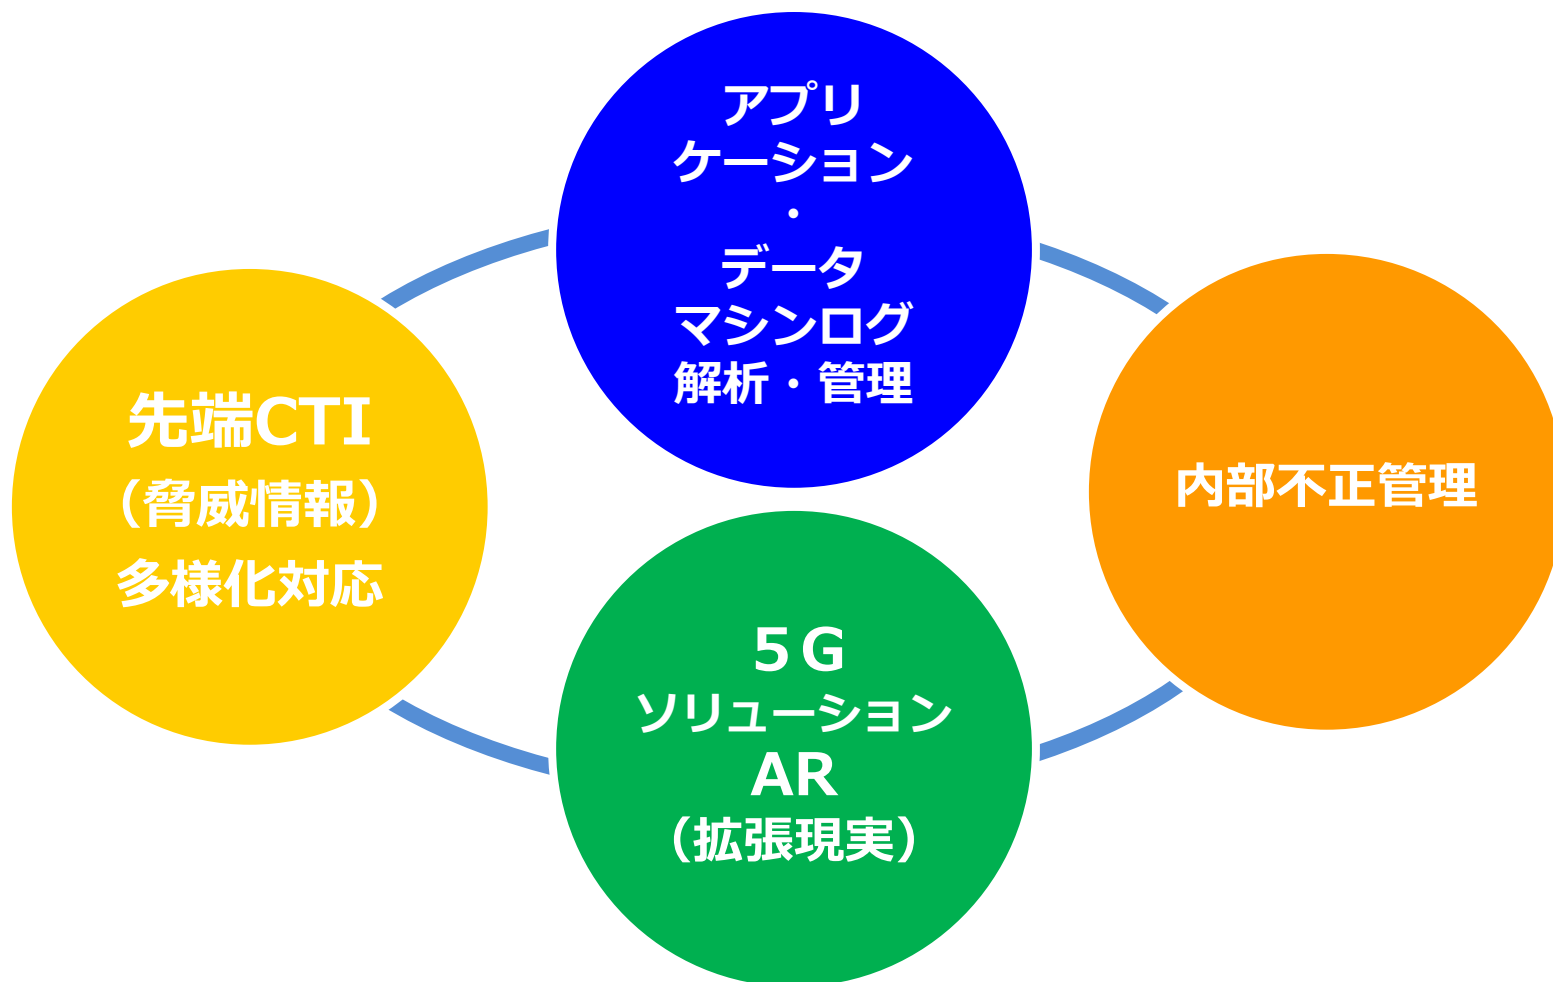 アプリ
ケーション
・
データ
マシンログ
解析・管理
先端CTI
（脅威情報）
多様化対応
内部不正管理
５G
ソリューション
AR
（拡張現実）